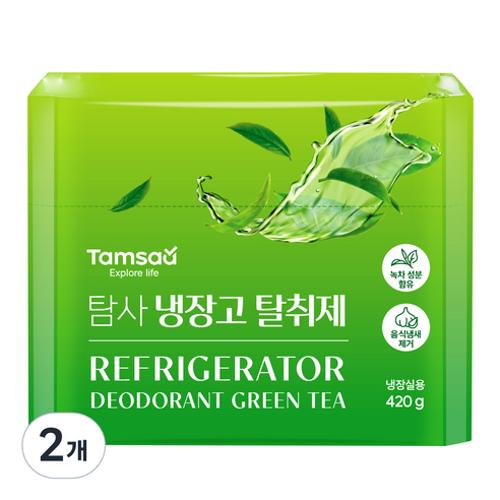 Tamsaa
Explore life
탐사 냉장고 탈취제
REFRIGERATOR
DEODORANT GREEN TEA
녹차 성분
함유
음식냄새
제거
냉장실용
420 g
2개